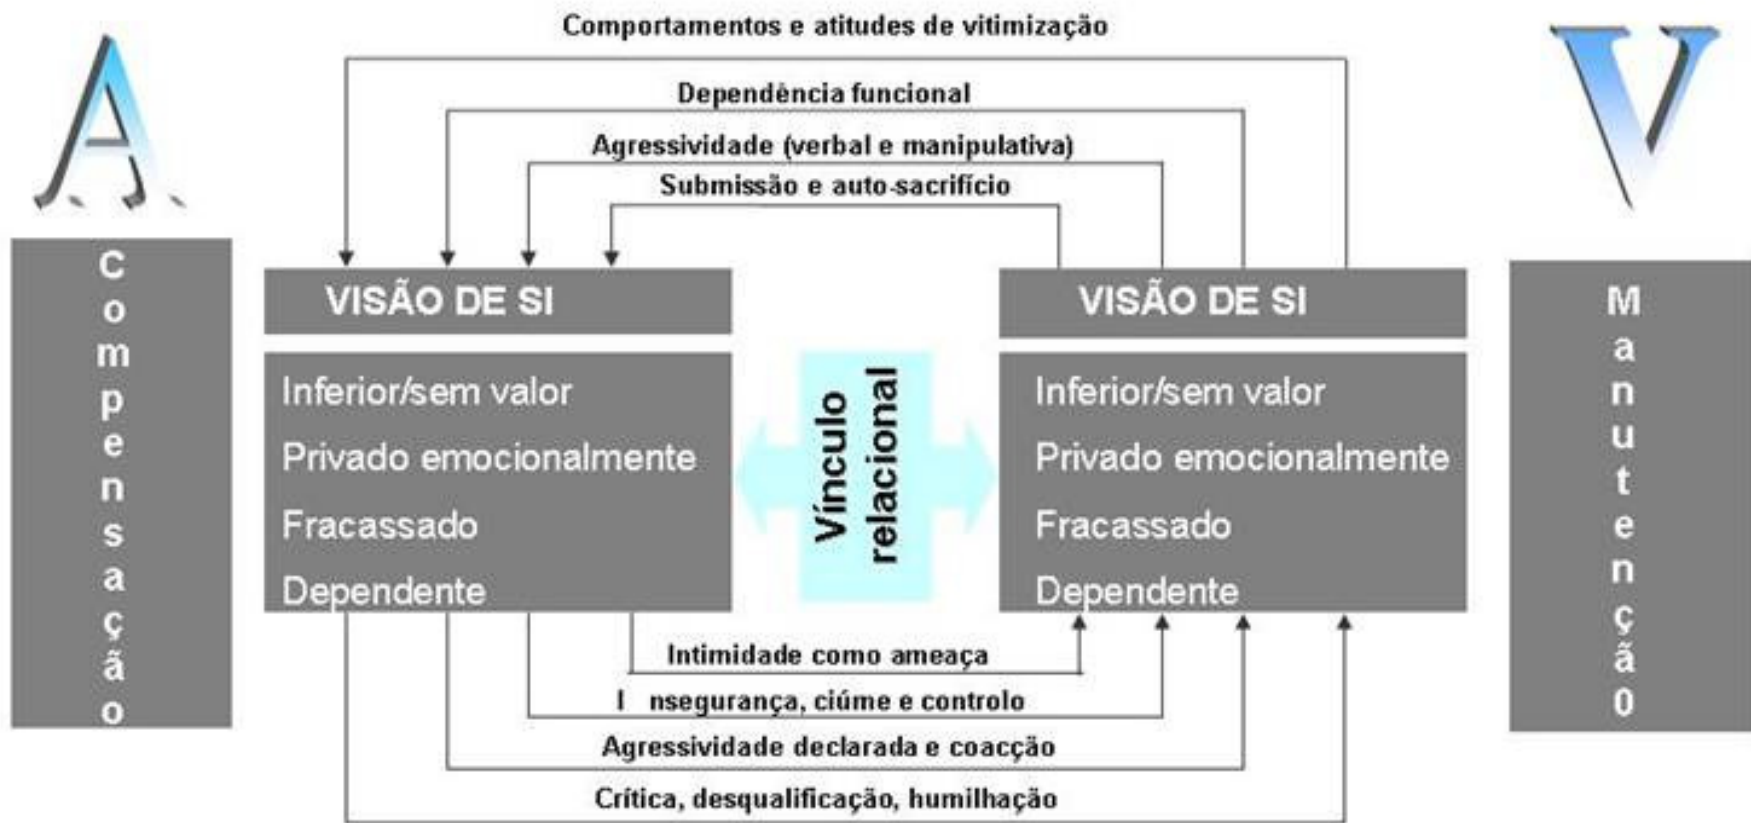 Comportamentos e atitudes de vitimização
Dependência funcional
Agressividade (verbal e manipulativa)
Submissão e auto-sacrifício
A
V
Compensação
VISÃO DE SI
Inferior/sem valor
Privado emocionalmente
Fracassado
Dependente
Vínculo
relacional
VISÃO DE SI
Inferior/sem valor
Privado emocionalmente
Fracassado
Dependente
Manutençã0
Intimidade como ameaça
I nsegurança, ciúme e controlo
Agressividade declarada e coacção
Crítica, desqualificação, humilhação